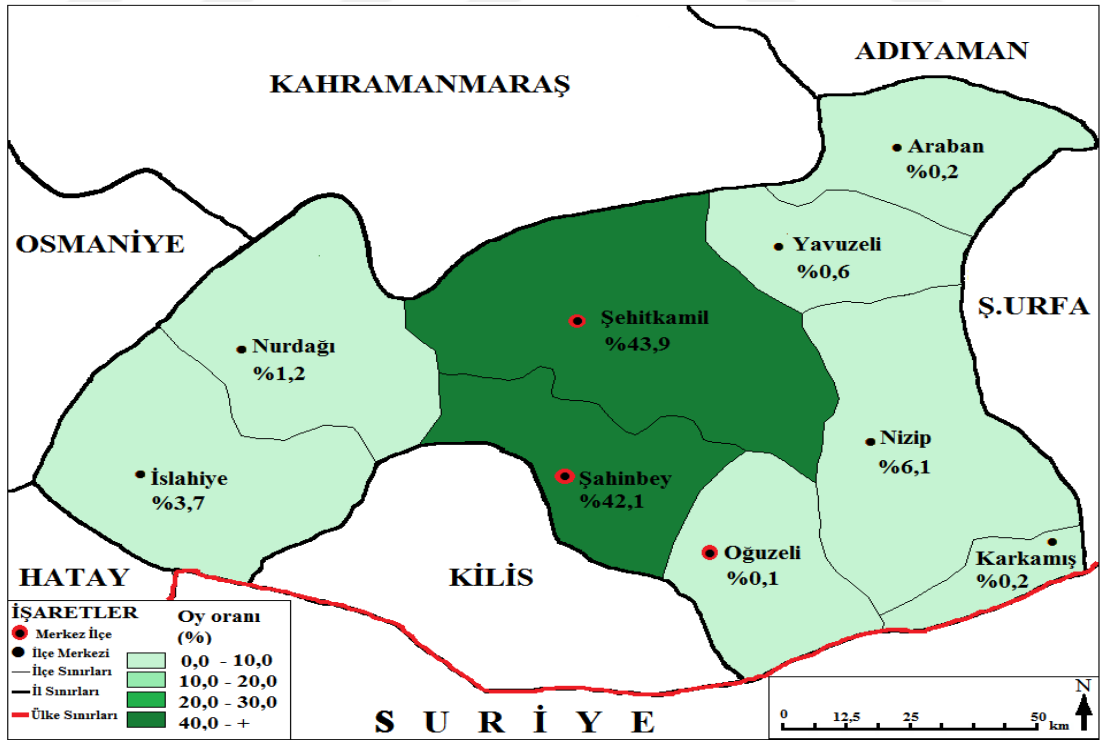 ADIYAMAN
KAHRAMANMARAŞ
Araban
%0,2
OSMANİYE
Yavuzeli
%0,6
Ş.URFA
Şehitkamil
%43,9
Nurdağı
%1,2
Nizip
%6,1
İslahiye
%3,7
Şahinbey
%42,1
Oğuzeli
%0,1
Karkamış
%0,2
HATAY
KİLİS
İŞARETLER
Merkez İlçe
İlçe Merkezi
İlçe Sınırları
İl Sınırları
Ülke Sınırları
Oy oranı
(%)
0,0 - 10,0
10,0 - 20,0
20,0 - 30,0
40,0 - +
S U R İ Y E
N
0 12,5 25 50 km